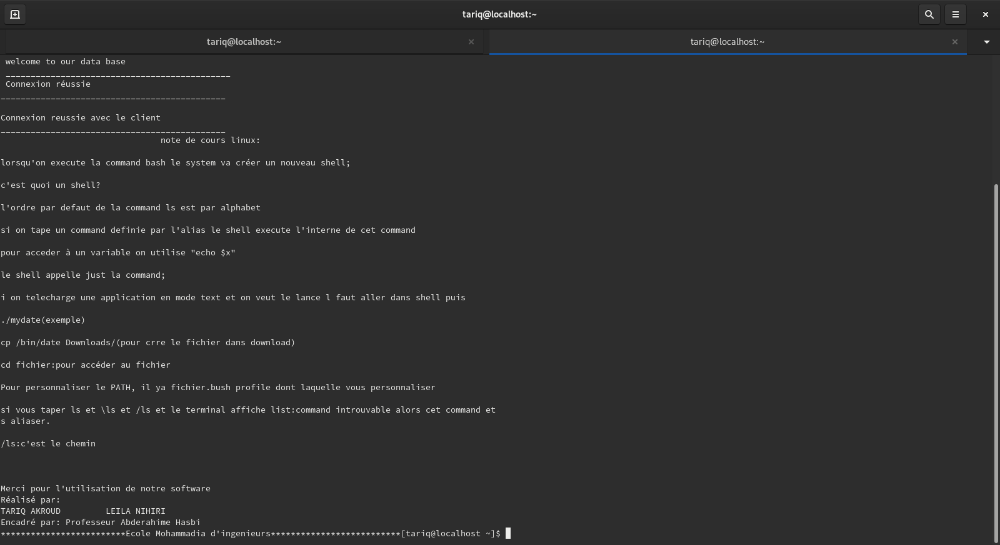 tariq@localhost:~
tariq@localhost:~
tariq@localhost:~
welcome to our data base
_____________________________________________
Connexion réussie
_____________________________________________
Connexion reussie avec le client
_____________________________________________
note de cours linux:
lorsqu'on execute la command bash le system va créer un nouveau shell;
c'est quoi un shell?
l'ordre par defaut de la command ls est par alphabet
si on tape un command definie par l'alias le shell execute l'interne de cet command
pour acceder à un variable on utilise "echo $x"
le shell appelle just la command;
i on telecharge une application en mode text et on veut le lance l faut aller dans shell puis
./mydate(exemple)
cp /bin/date Downloads/(pour crre le fichier dans download)
cd fichier:pour accéder au fichier
Pour personnaliser le PATH, il ya fichier.bush profile dont laquelle vous personnaliser
si vous taper ls et \ls et /ls et le terminal affiche list:command introuvable alors cet command et
s aliaser.
/ls:c'est le chemin
Merci pour l'utilisation de notre software
Réalisé par:
TARIQ AKROUD         LEILA NIHIRI
Encadré par: Professeur Abderahime Hasbi
*************************Ecole Mohammadia d'ingenieurs**************************[tariq@localhost ~]$